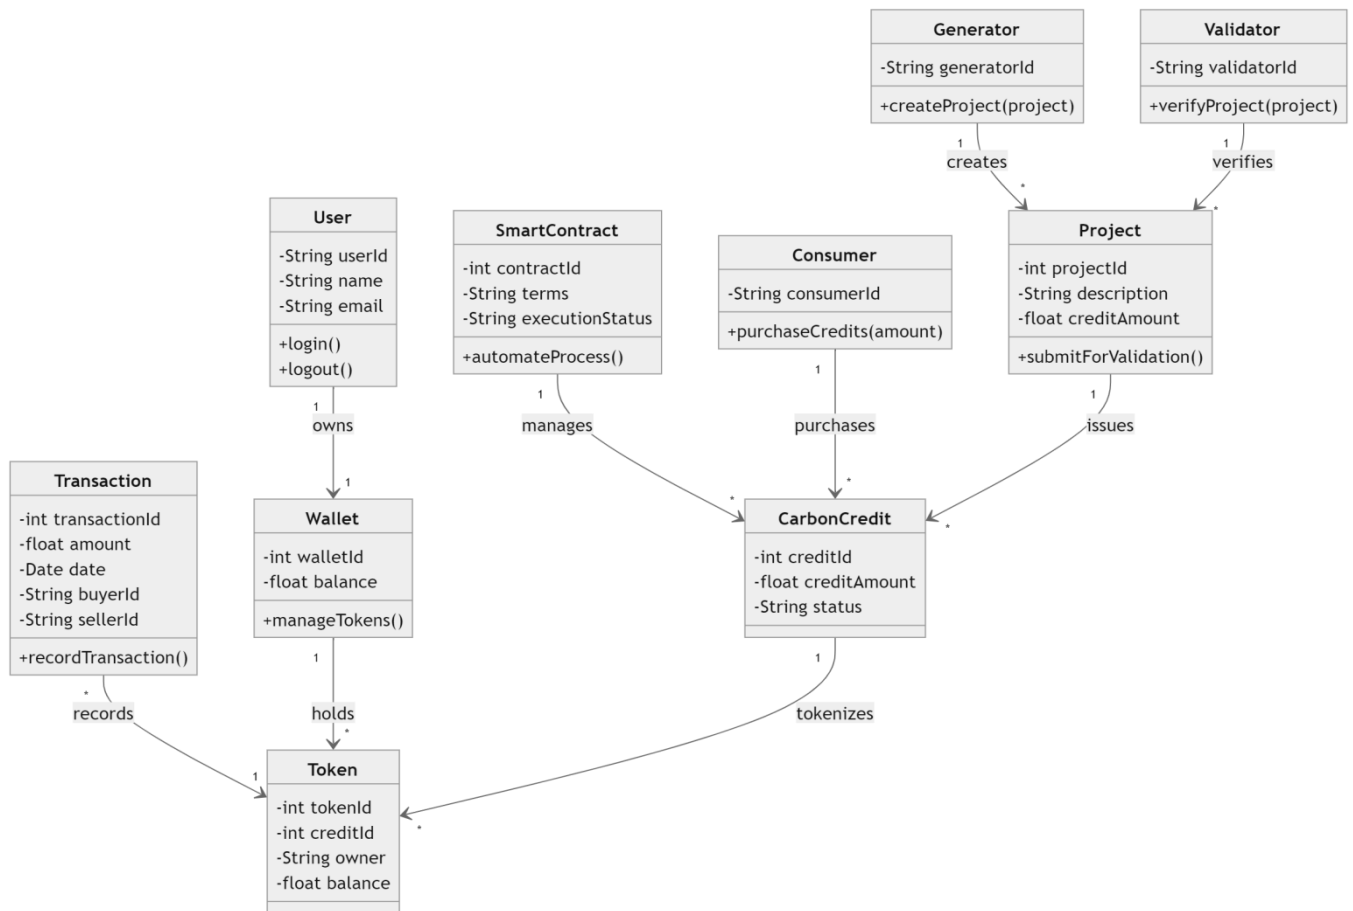 Generator
-String generatorId
+createProject(project)
Validator
-String validatorId
+verifyProject(project)
1
creates
*
1
verifies
*
User
-String userId
-String name
-String email
+login()
+logout()
SmartContract
-int contractId
-String terms
-String executionStatus
+automateProcess()
Consumer
-String consumerId
+purchaseCredits(amount)
Project
-int projectId
-String description
-float creditAmount
+submitForValidation()
1
owns
1
1
manages
*
1
purchases
*
1
issues
*
Transaction
-int transactionId
-float amount
-Date date
-String buyerId
-String sellerId
+recordTransaction()
Wallet
-int walletId
-float balance
+manageTokens()
CarbonCredit
-int creditId
-float creditAmount
-String status
*
records
1
1
holds
*
1
tokenizes
*
Token
-int tokenId
-int creditId
-String owner
-float balance